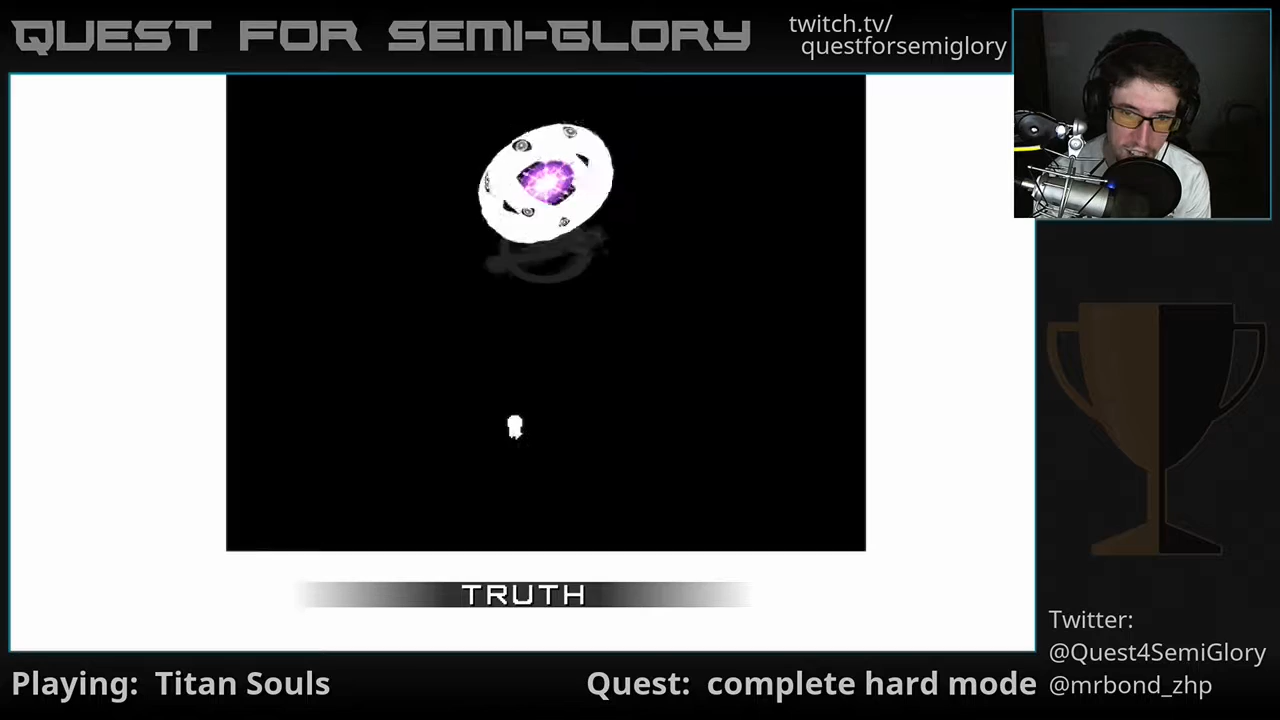 QUEST FOR SEMI-GLORY
twitch.tv/
questforsemiglory
TRUTH
Twitter:
@Quest4SemiGlory
@mrbond_zhp
Playing: Titan Souls
Quest: complete hard mode